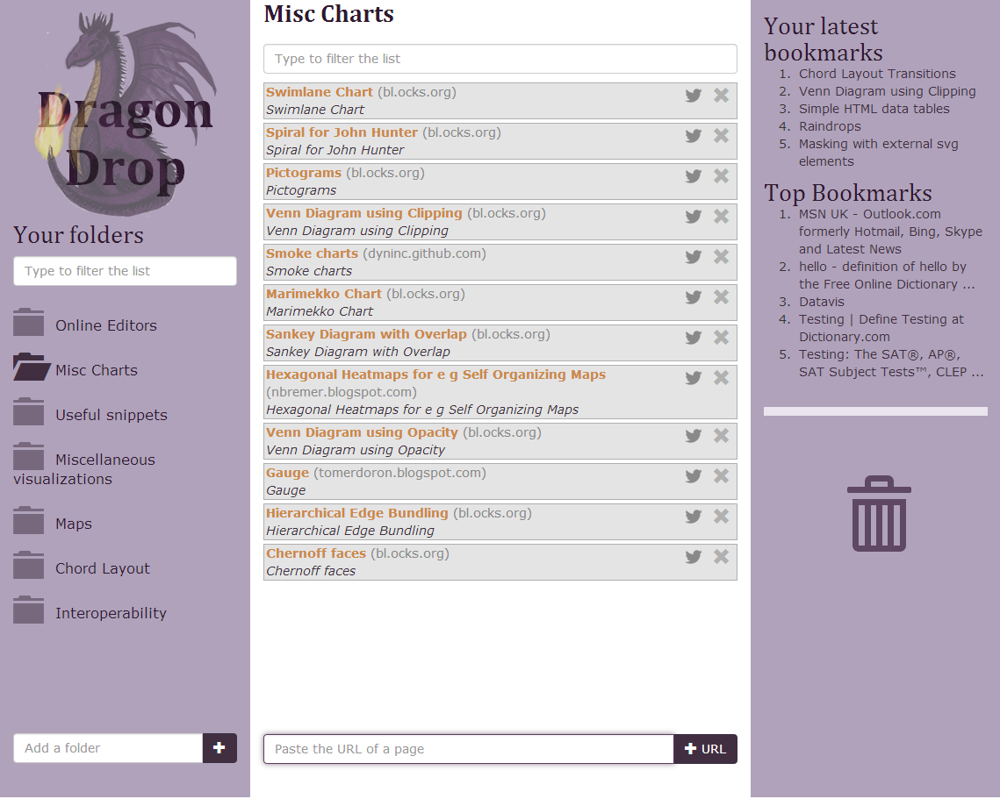 Dragon
Drop
Your folders
Type to filter the list
Online Editors
Misc Charts
Useful snippets
Miscellaneous
visualizations
Maps
Chord Layout
Interoperability
Add a folder
Misc Charts
Type to filter the list
Swimlane Chart (bl.ocks.org)
Swimlane Chart
Spiral for John Hunter (bl.ocks.org)
Spiral for John Hunter
Pictograms (bl.ocks.org)
Pictograms
Venn Diagram using Clipping (bl.ocks.org)
Venn Diagram using Clipping
Smoke charts (dyninc.github.com)
Smoke charts
Marimekko Chart (bl.ocks.org)
Marimekko Chart
Sankey Diagram with Overlap (bl.ocks.org)
Sankey Diagram with Overlap
Hexagonal Heatmaps for e g Self Organizing Maps
(nbremer.blogspot.com)
Hexagonal Heatmaps for e g Self Organizing Maps
Venn Diagram using Opacity (bl.ocks.org)
Venn Diagram using Opacity
Gauge (tomerdoron.blogspot.com)
Gauge
Hierarchical Edge Bundling (bl.ocks.org)
Hierarchical Edge Bundling
Chernoff faces (bl.ocks.org)
Chernoff faces
Paste the URL of a page
URL
Your latest
bookmarks
1. Chord Layout Transitions
2. Venn Diagram using Clipping
3. Simple HTML data tables
4. Raindrops
5. Masking with external svg
elements
Top Bookmarks
1. MSN UK - Outlook.com
formerly Hotmail, Bing, Skype
and Latest News
2. hello - definition of hello by
the Free Online Dictionary ...
3. Datavis
4. Testing | Define Testing at
Dictionary.com
5. Testing: The SAT®, AP®,
SAT Subject Tests™, CLEP ...